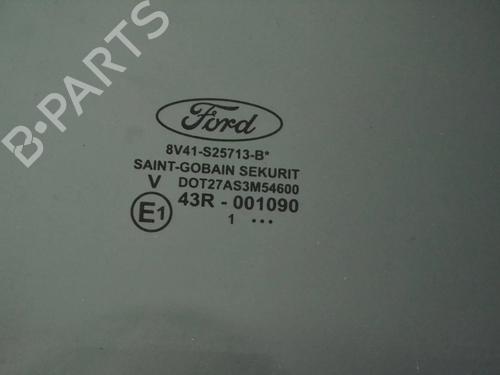 B-PARTS
Ford
8V41-S25713-B*
SAINT-GOBAIN SEKURIT
V DOT27AS3M54600
E1 43R - 001090
1 ...